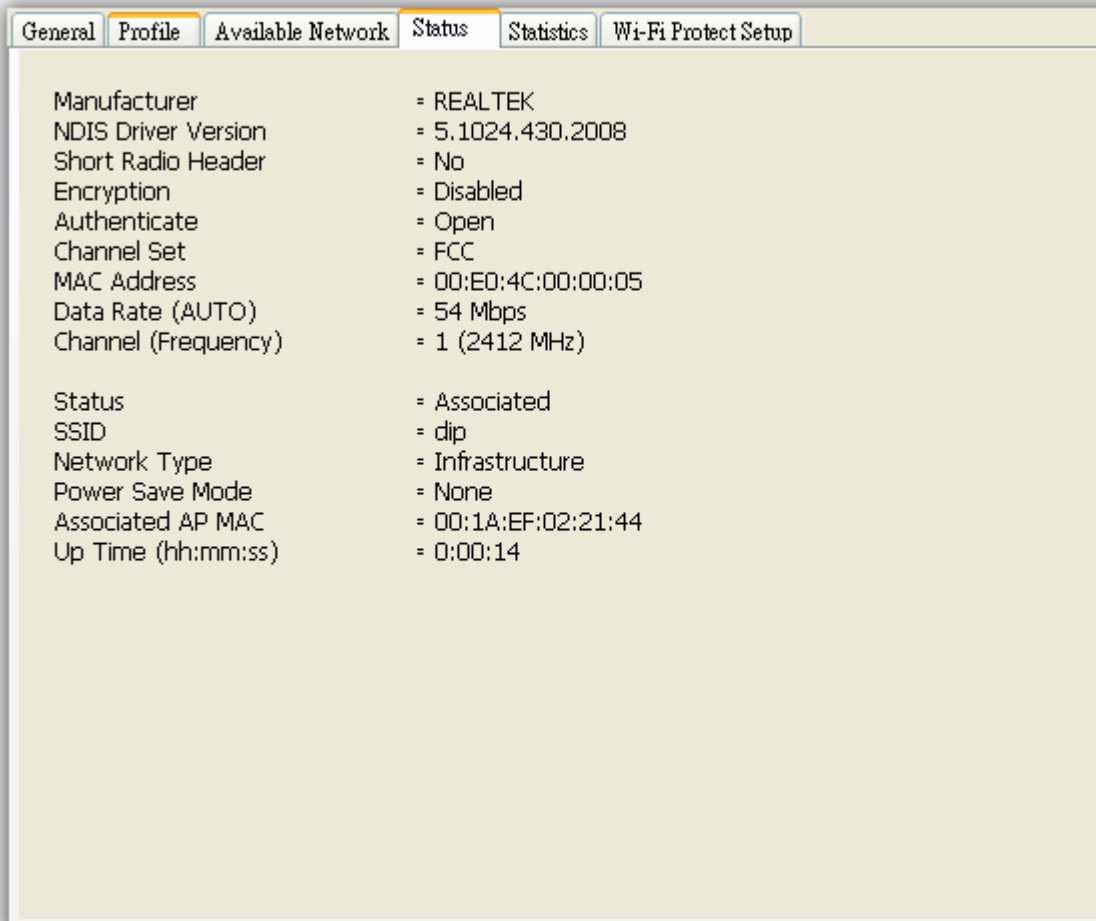 General Profile Available Network Status Statistics Wi-Fi Protect Setup
Manufacturer = REALTEK
NDIS Driver Version = 5.1024.430.2008
Short Radio Header = No
Encryption = Disabled
Authenticate = Open
Channel Set = FCC
MAC Address = 00:E0:4C:00:00:05
Data Rate (AUTO) = 54 Mbps
Channel (Frequency) = 1 (2412 MHz)
Status = Associated
SSID = dip
Network Type = Infrastructure
Power Save Mode = None
Associated AP MAC = 00:1A:EF:02:21:44
Up Time (hh:mm:ss) = 0:00:14